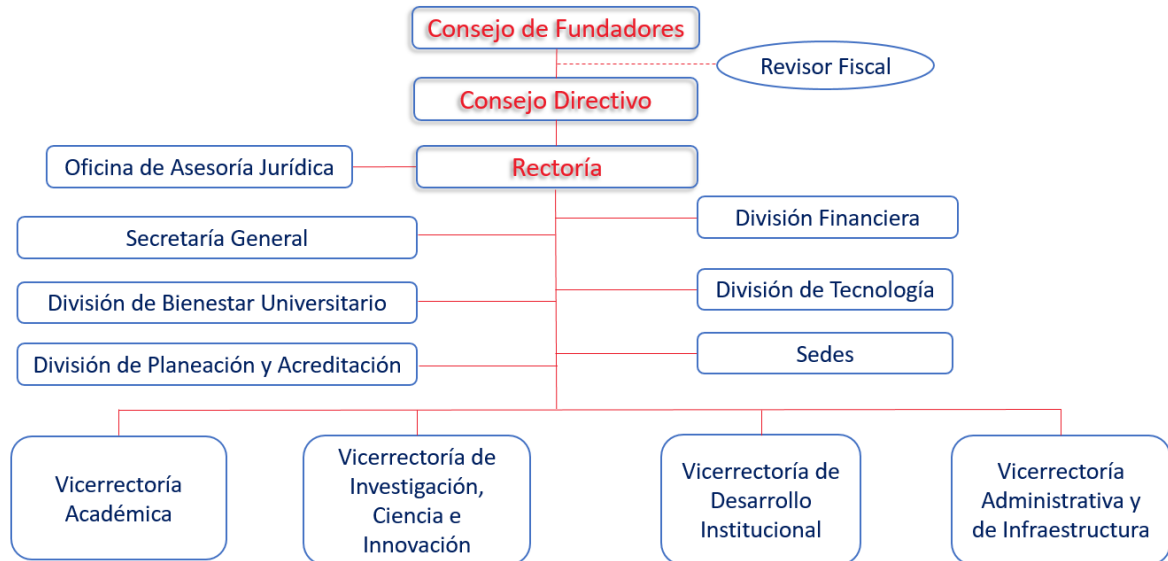 Consejo de Fundadores
Revisor Fiscal
Consejo Directivo
Oficina de Asesoría Jurídica
Rectoría
División Financiera
Secretaría General
División de Tecnología
División de Bienestar Universitario
Sedes
División de Planeación y Acreditación
Vicerrectoría
Académica
Vicerrectoría de
Investigación,
Ciencia e
Innovación
Vicerrectoría de
Desarrollo
Institucional
Vicerrectoría
Administrativa y
de Infraestructura